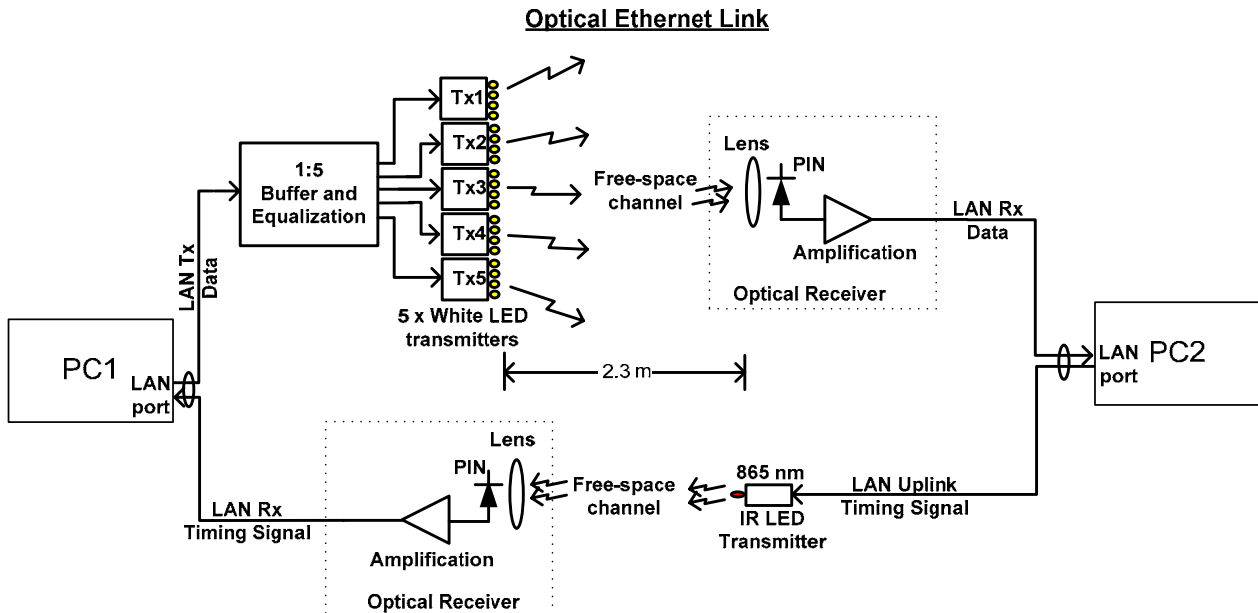 Optical Ethernet Link
Tx1
Tx2
Tx3
Tx4
Tx5
1:5
Buffer and
Equalization
5 x White LED
transmitters
LAN Tx
Data
Free-space
channel
Lens
PIN
Amplification
Optical Receiver
LAN Rx
Data
2.3 m
PC1
LAN
port
PC2
LAN
port
Lens
PIN
Amplification
Optical Receiver
LAN Rx
Timing Signal
Free-space
channel
865 nm
IR LED
Transmitter
LAN Uplink
Timing Signal